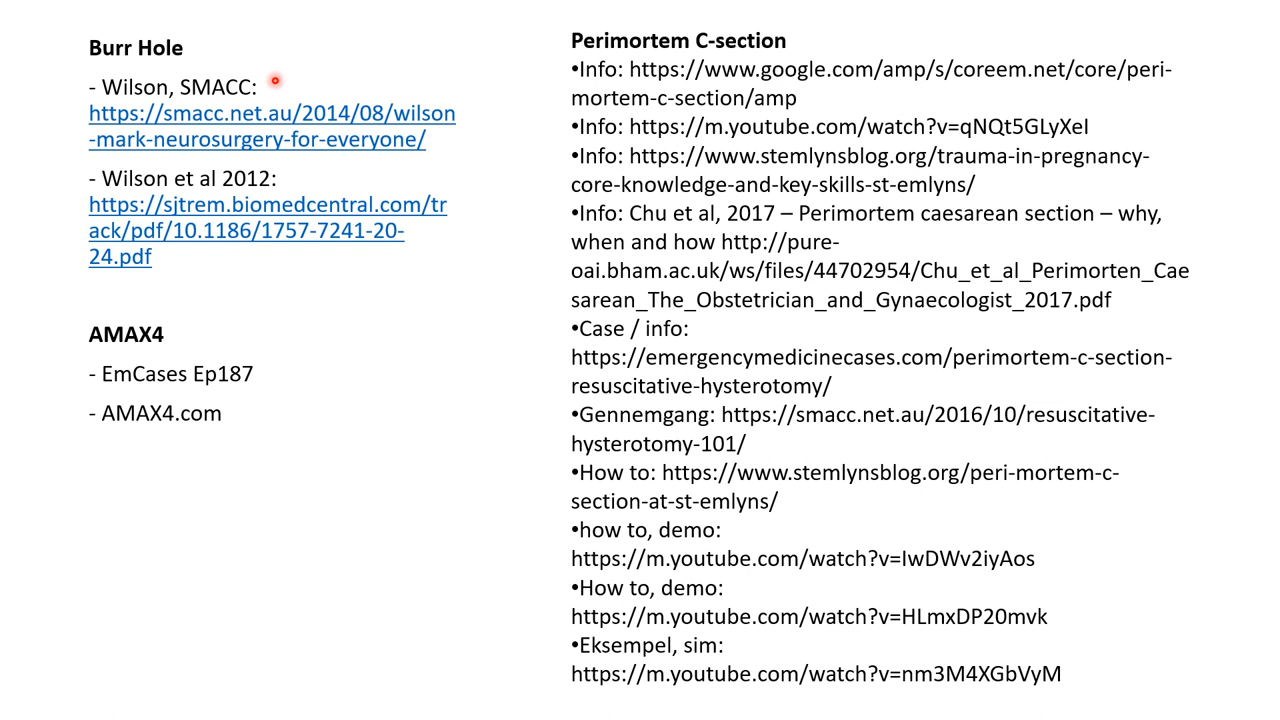 Burr Hole
- Wilson, SMACC:
https://smacc.net.au/2014/08/wilson
-mark-neurosurgery-for-everyone/
- Wilson et al 2012:
https://sjtrem.biomedcentral.com/tr
ack/pdf/10.1186/1757-7241-20-
24.pdf
AMAX4
- EmCases Ep187
- AMAX4.com
Perimortem C-section
•Info: https://www.google.com/amp/s/coreem.net/core/peri-
mortem-c-section/amp
•Info: https://m.youtube.com/watch?v=qNQt5GLyXeI
•Info: https://www.stemlynsblog.org/trauma-in-pregnancy-
core-knowledge-and-key-skills-st-emlyns/
•Info: Chu et al, 2017 – Perimortem caesarean section – why,
when and how http://pure-
oai.bham.ac.uk/ws/files/44702954/Chu_et_al_Perimorten_Cae
sarean_The_Obstetrician_and_Gynaecologist_2017.pdf
•Case / info:
https://emergencymedicinecases.com/perimortem-c-section-
resuscitative-hysterotomy/
•Gennemgang: https://smacc.net.au/2016/10/resuscitative-
hysterotomy-101/
•How to: https://www.stemlynsblog.org/peri-mortem-c-
section-at-st-emlyns/
•how to, demo:
https://m.youtube.com/watch?v=IwDWv2iyAos
•How to, demo:
https://m.youtube.com/watch?v=HLmxDP20mvk
•Eksempel, sim:
https://m.youtube.com/watch?v=nm3M4XGbVyM